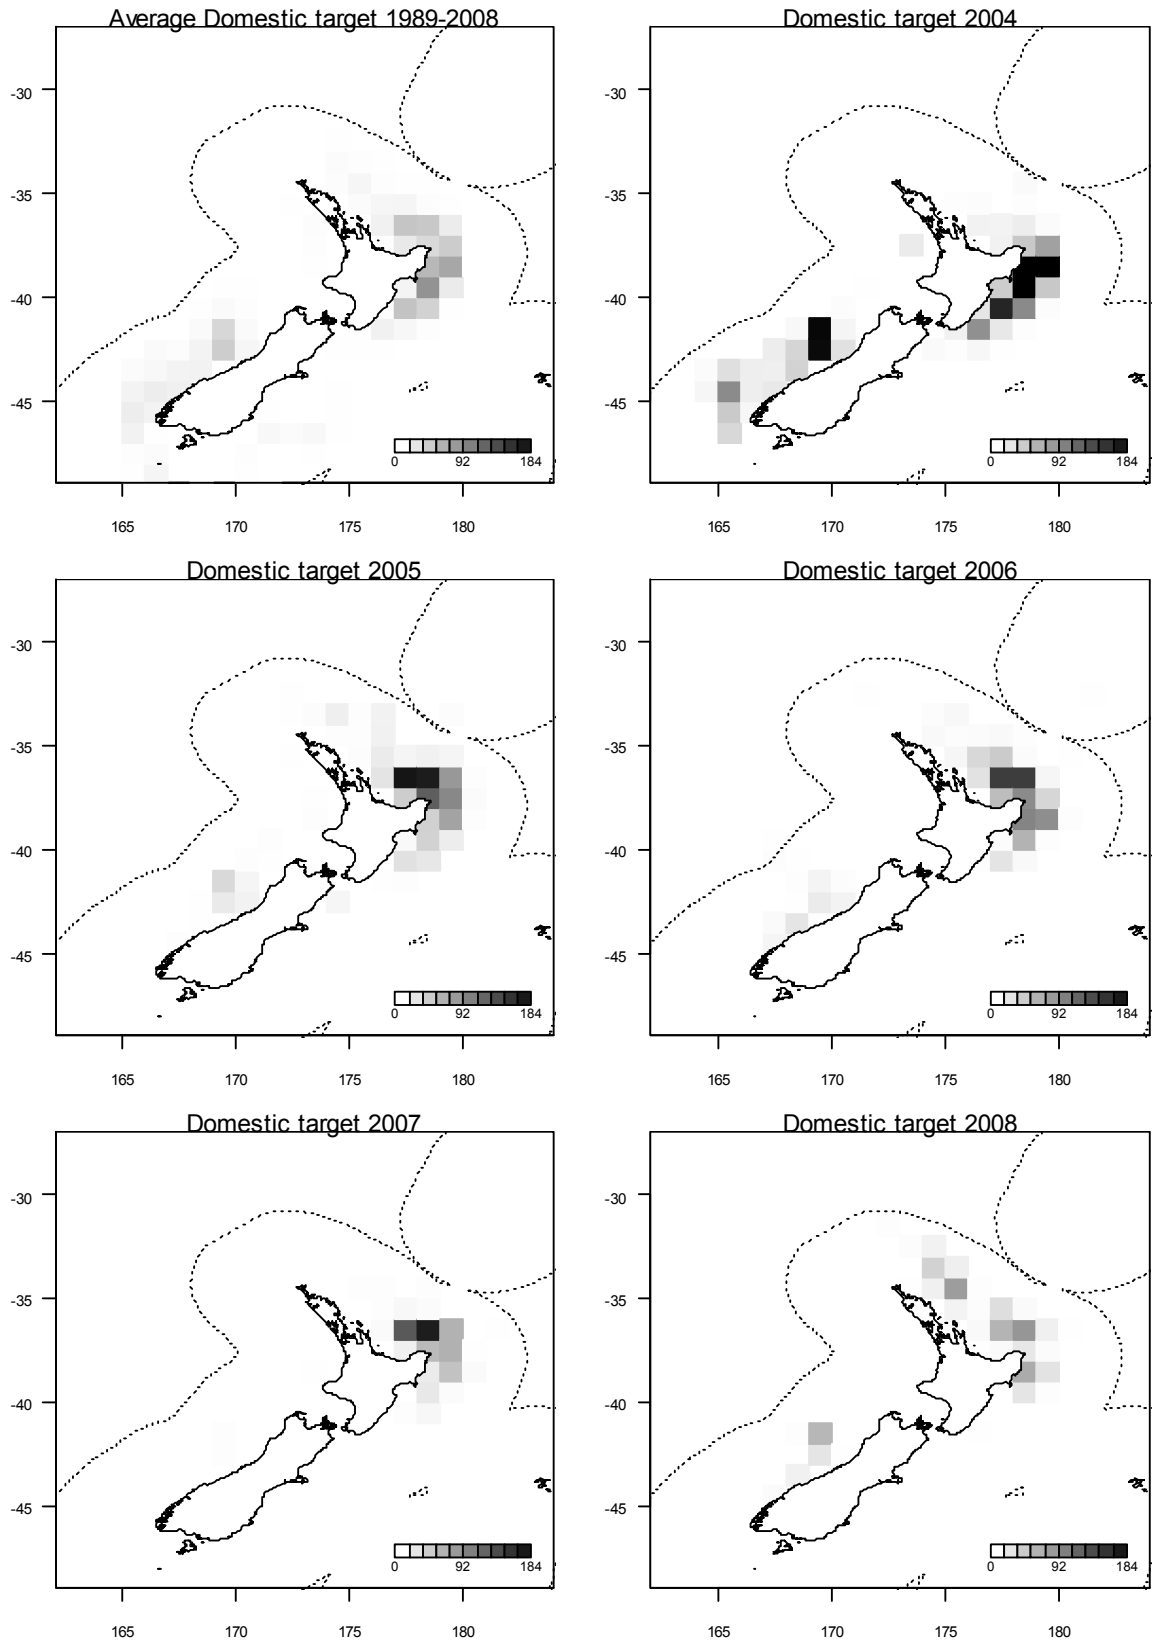 Average Domestic target 1989-2008
Domestic target 2004
-30
-35
-40
-45
0 92 184
165 170 175 180
-30
-35
-40
-45
0 92 184
165 170 175 180
Domestic target 2005
Domestic target 2006
-30
-35
-40
-45
0 92 184
165 170 175 180
-30
-35
-40
-45
0 92 184
165 170 175 180
Domestic target 2007
Domestic target 2008
-30
-35
-40
-45
0 92 184
165 170 175 180
-30
-35
-40
-45
0 92 184
165 170 175 180